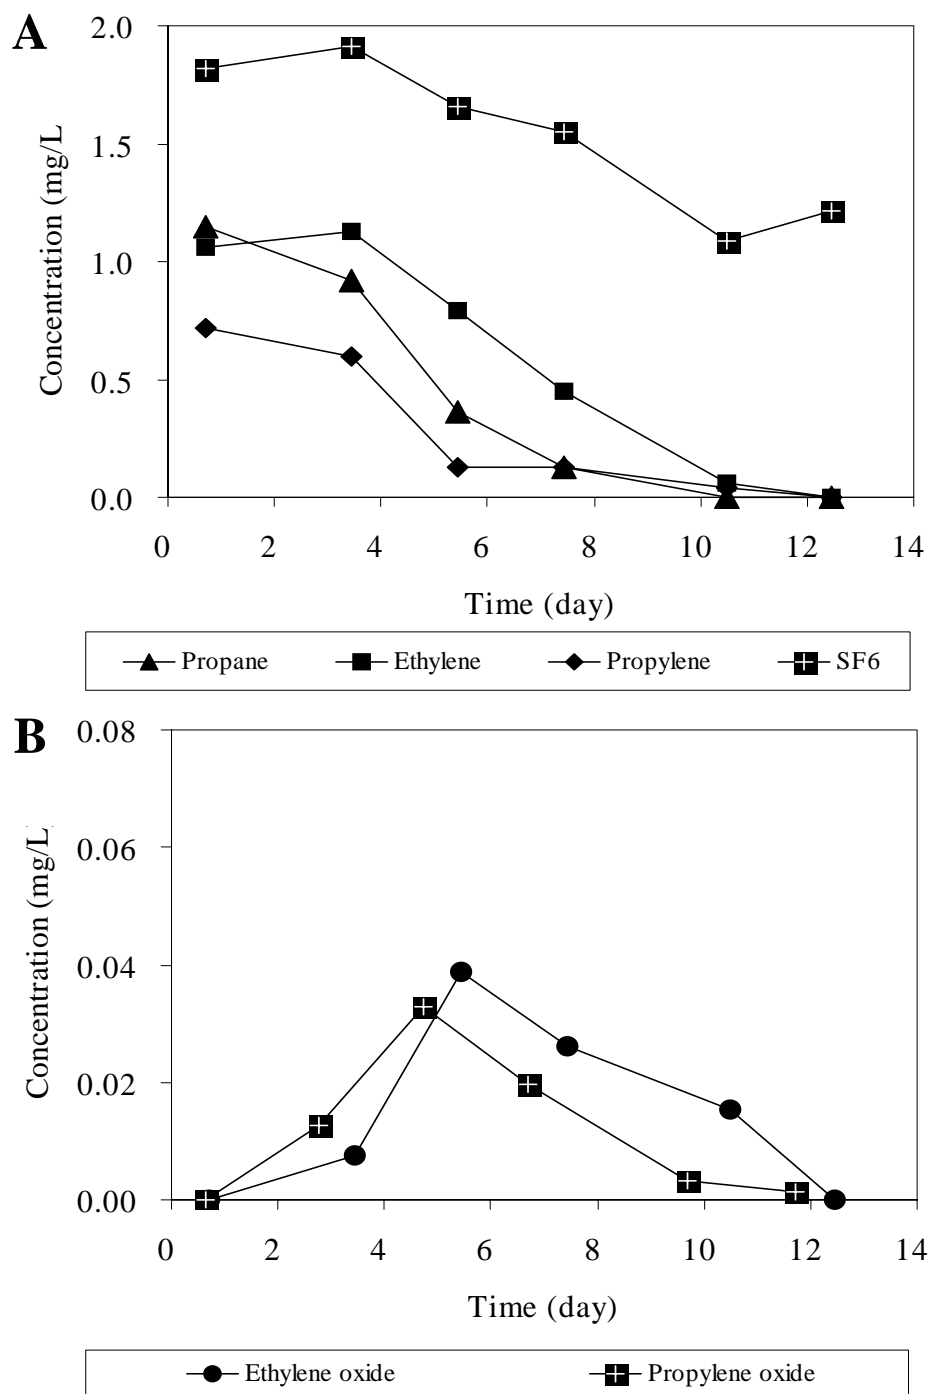 A
2.0
1.5
1.0
0.5
0.0
Concentration (mg/L
0 2 4 6 8 10 12 14
Time (day)
Propane Ethylene Propylene SF6
B
0.08
0.06
0.04
0.02
0.00
Concentration (mg/L
0 2 4 6 8 10 12 14
Time (day)
Ethylene oxide Propylene oxide